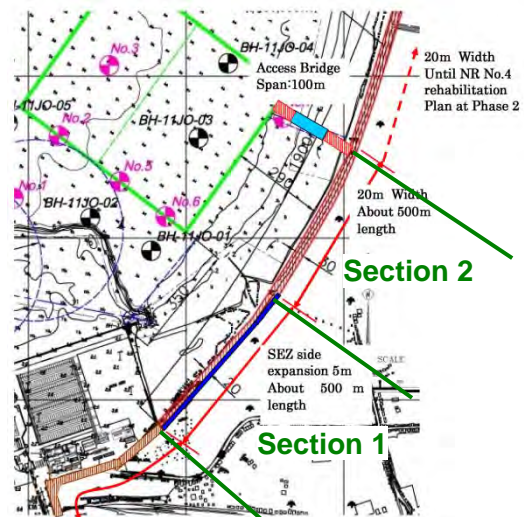 BH-11JO-04
No.3
Access Bridge
Span:100m
20m Width
Until NR No.4
rehabilitation
Plan at Phase 2
BH-11JO-05
No.2
BH-11JO-03
No.5
No.1
BH-11JO-02
No.6
BH-11JO-01
20m Width
About 500m
length
Section 2
SEZ side
expansion 5m
About 500 m
length
SCALE
Section 1